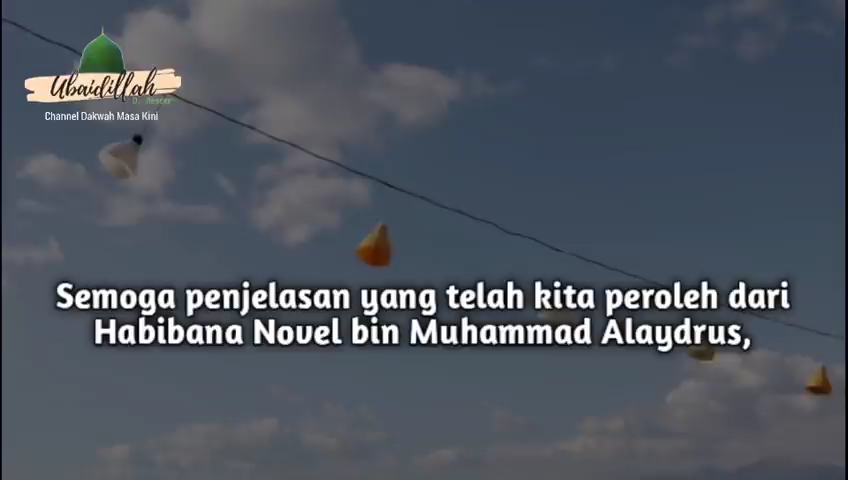 Ubaidillah
Channel Dakwah Masa Kini
Semoga penjelasan yang telah kita peroleh dari
Habibana Novel bin Muhammad Alaydrus,